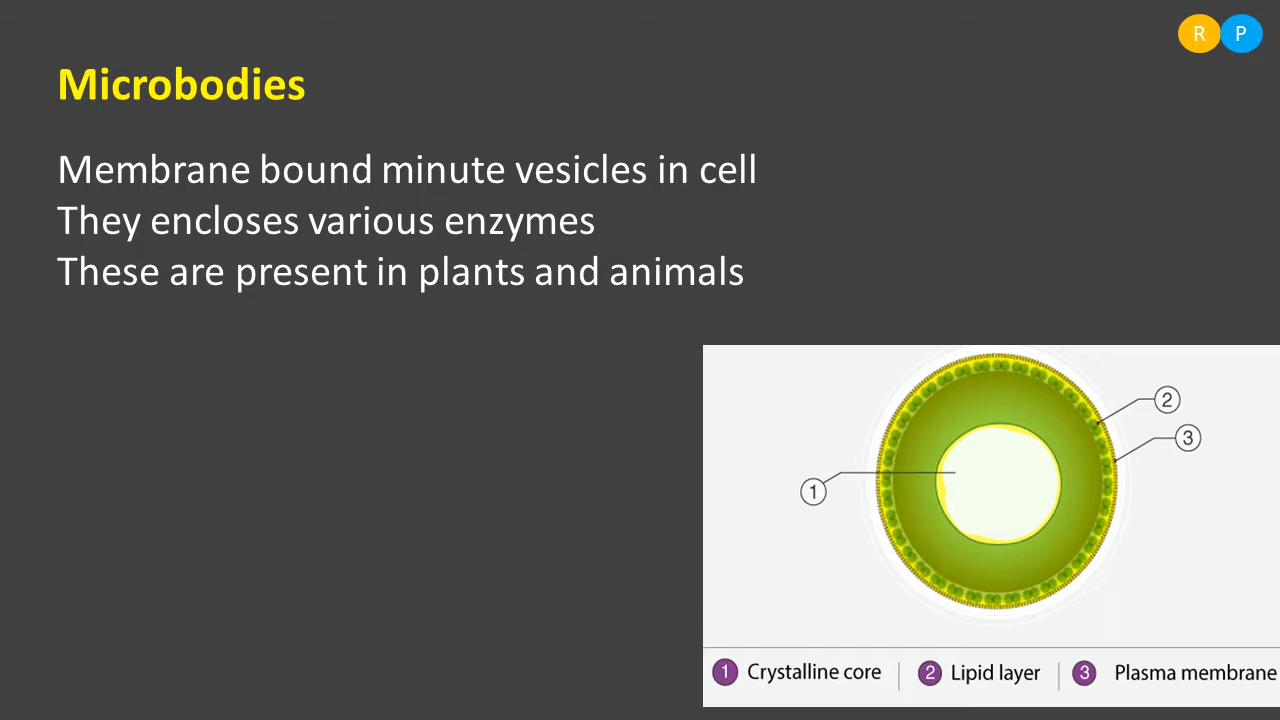 R P
Microbodies
Membrane bound minute vesicles in cell
They encloses various enzymes
These are present in plants and animals
2
3
1
1 Crystalline core 2 Lipid layer 3 Plasma membrane